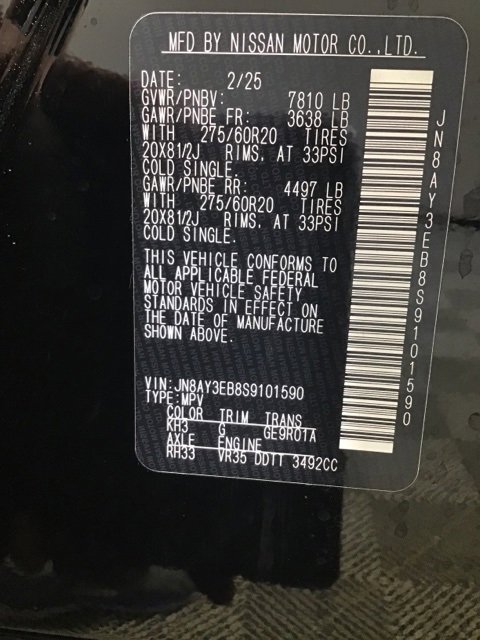 MFD BY NISSAN MOTOR CO.,LTD.
DATE: 2/25
GVWR/PNBV: 7810 LB
GAWR/PNBE FR: 3638 LB
WITH 275/60R20 TIRES
20X81/2J RIMS, AT 33PSI
COLD SINGLE.
GAWR/PNBE RR: 4497 LB
WITH 275/60R20 TIRES
20X81/2J RIMS, AT 33PSI
COLD SINGLE.
THIS VEHICLE CONFORMS TO
ALL APPLICABLE FEDERAL
MOTOR VEHICLE SAFETY
STANDARDS IN EFFECT ON
THE DATE OF MANUFACTURE
SHOWN ABOVE.
VIN:JN8AY3EB8S9101590
TYPE:MPV
COLOR TRIM TRANS
KH3 G GE9R01A
AXLE ENGINE
RH33 VR35 DDTT 3492CC
JN8AY3EB8S9101590